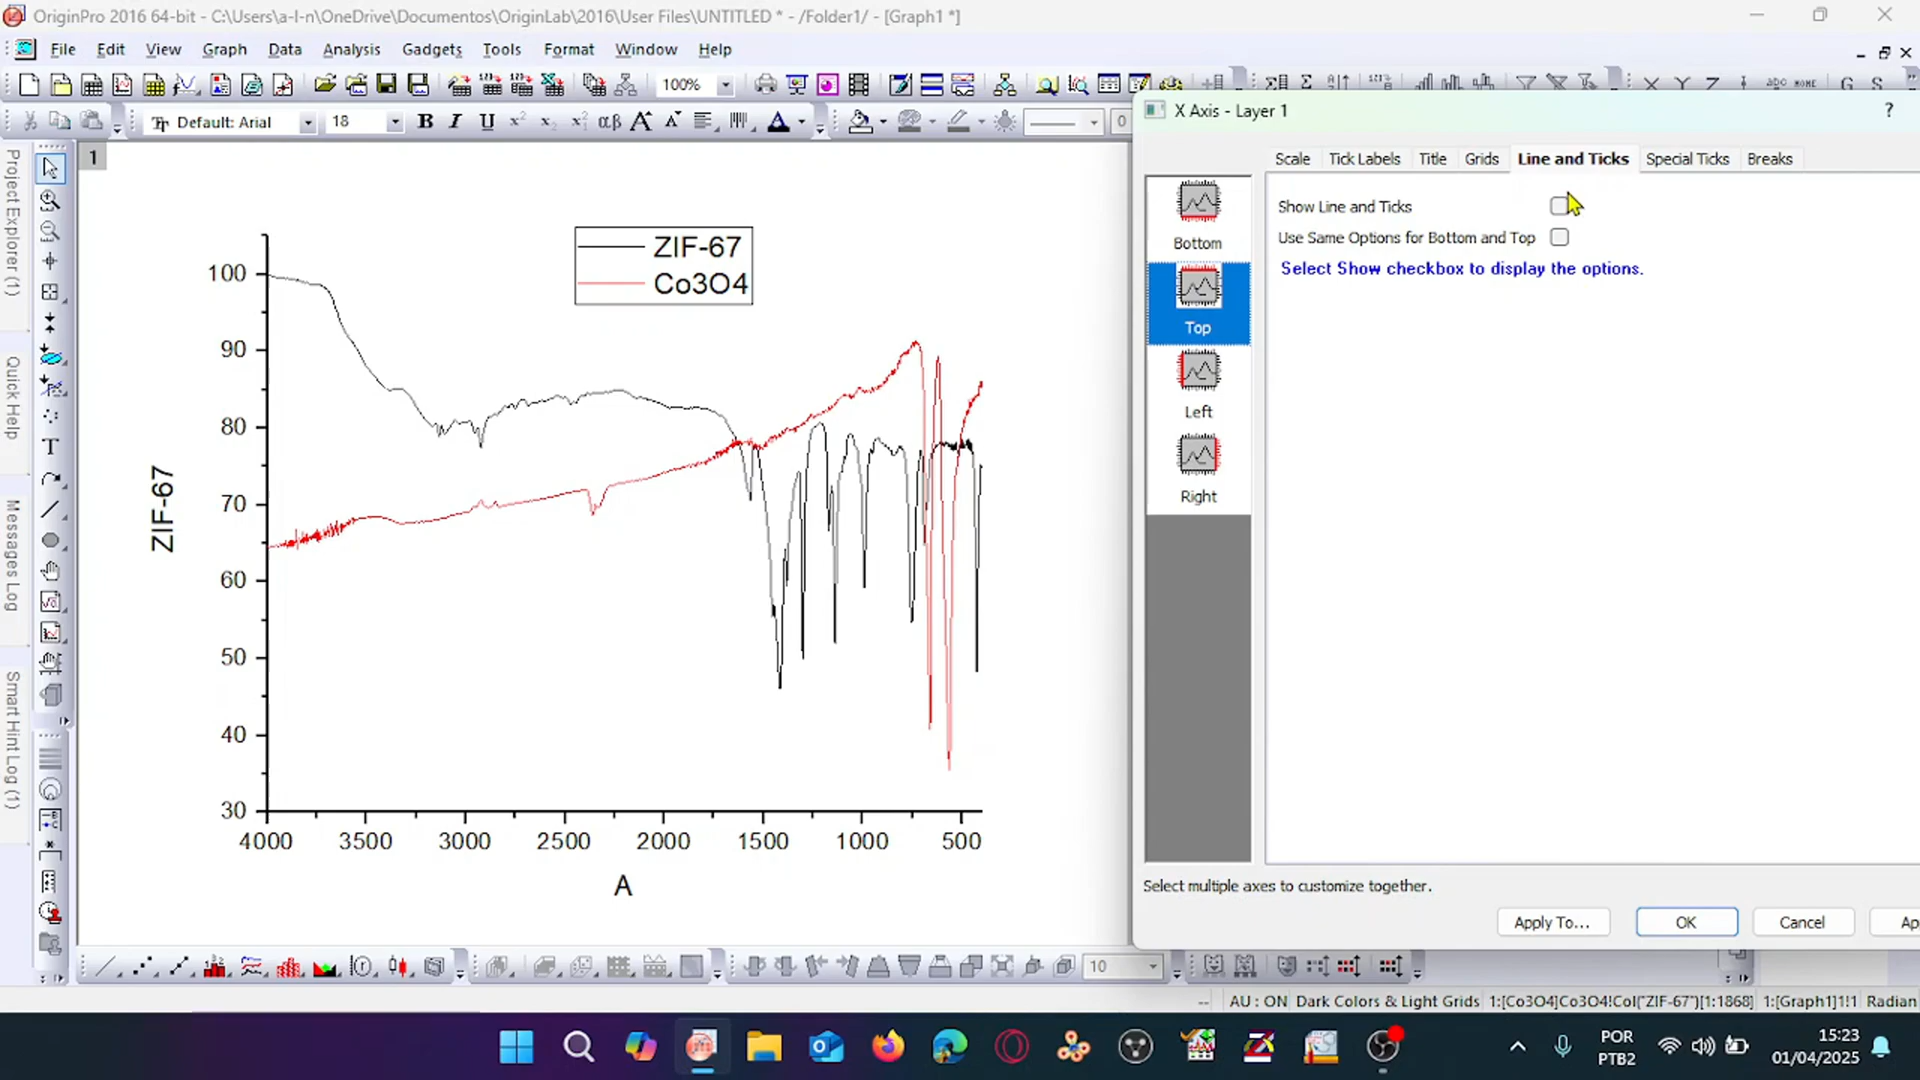 OriginPro 2016 64-bit - C:\Users\a-l-n\OneDrive\Documentos\OriginLab\2016\User Files\UNTITLED * - /Folder1/ - [Graph1 *]
File Edit View Graph Data Analysis Gadgets Tools Format Window Help
100%
Default: Arial 18 B I U αβ A A A 0
X Axis - Layer 1 ?
Scale Tick Labels Title Grids Line and Ticks Special Ticks Breaks
Show Line and Ticks
Use Same Options for Bottom and Top
Select Show checkbox to display the options.
Bottom
Top
Left
Right
Select multiple axes to customize together.
Apply To... OK Cancel Ap
Project Explorer (1)
Quick Help
Messages Log
Smart Hint Log (1)
1
ZIF-67
Co3O4
100
90
80
70
60
50
40
30
ZIF-67
4000 3500 3000 2500 2000 1500 1000 500
A
10
-- AU : ON Dark Colors & Light Grids 1:[Co3O4]Co3O4!Col("ZIF-67")[1:1868] 1:[Graph1]1!1 Radian
POR
PTB2
15:23
01/04/2025